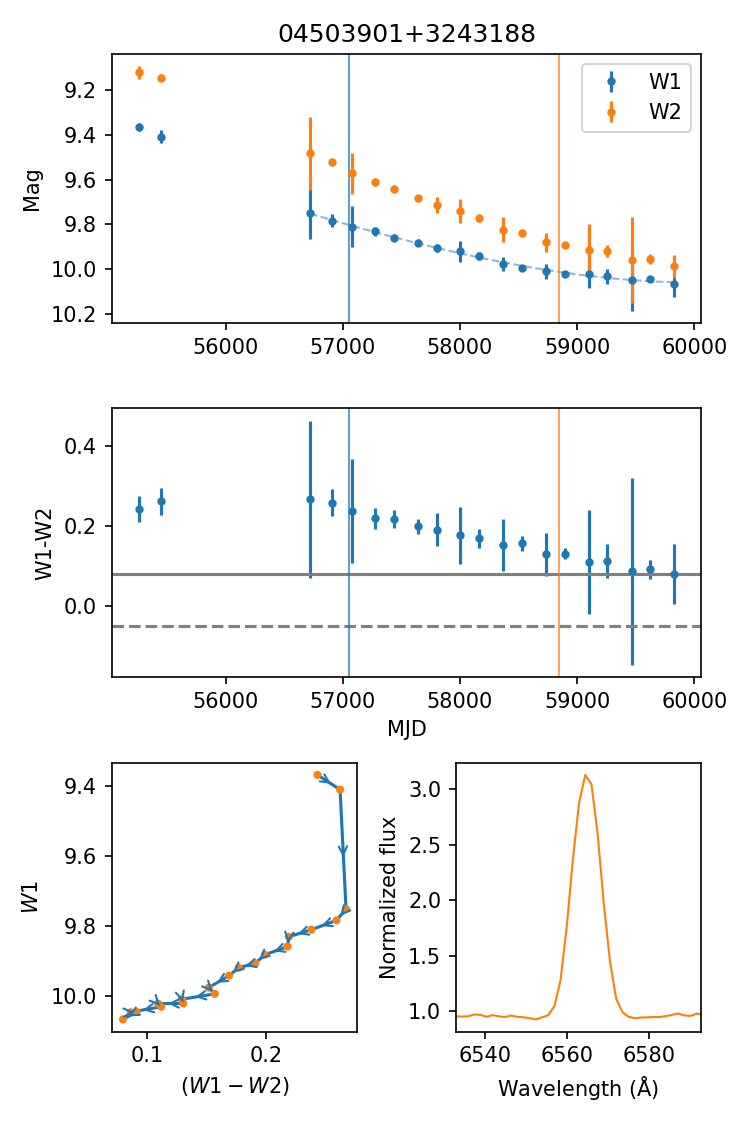 04503901+3243188
Mag
9.2
9.4
9.6
9.8
10.0
10.2
W1
W2
56000 57000 58000 59000 60000
W1-W2
0.4
0.2
0.0
56000 57000 58000 59000 60000
MJD
W1
9.4
9.6
9.8
10.0
0.1 0.2
(W1 − W2)
Normalized flux
3.0
2.5
2.0
1.5
1.0
6540 6560 6580
Wavelength (Å)